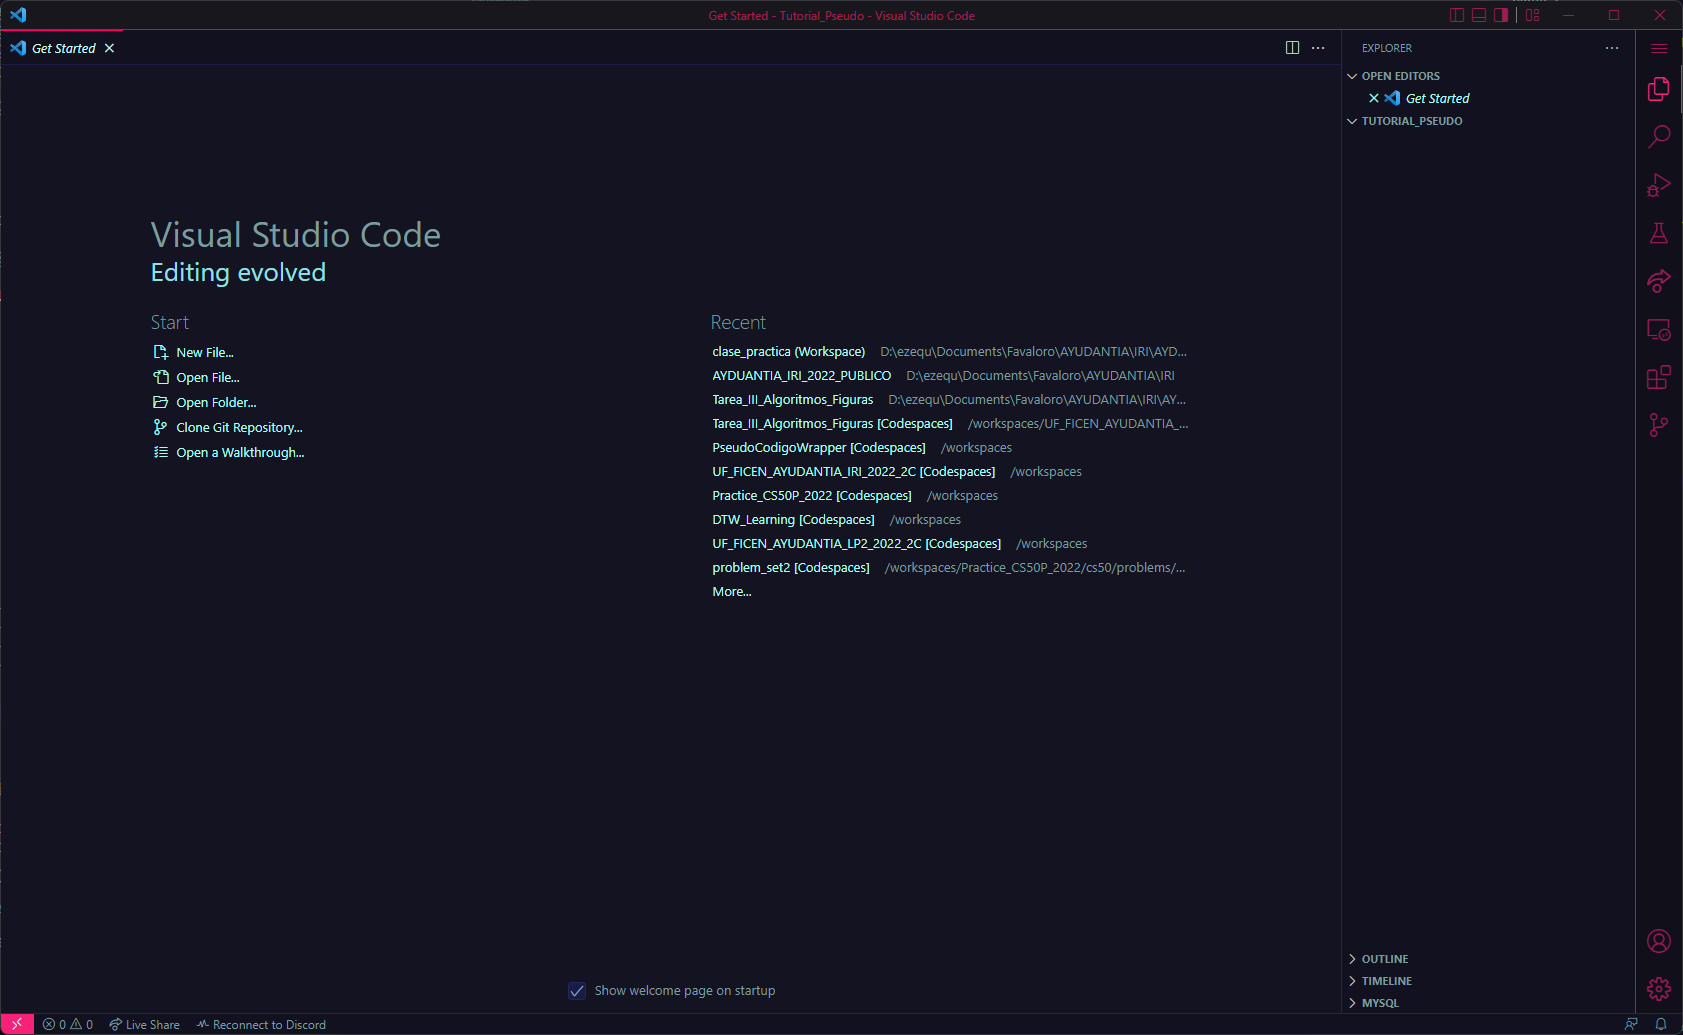 Get Started - Tutorial_Pseudo - Visual Studio Code
Get Started
EXPLORER
OPEN EDITORS
Get Started
TUTORIAL_PSEUDO
Visual Studio Code
Editing evolved
Start
New File...
Open File...
Open Folder...
Clone Git Repository...
Open a Walkthrough...
Recent
clase_practica (Workspace) D:\ezequ\Documents\Favaloro\AYUDANTIA\IRI\AYD...
AYDUANTIA_IRI_2022_PUBLICO D:\ezequ\Documents\Favaloro\AYUDANTIA\IRI
Tarea_III_Algoritmos_Figuras D:\ezequ\Documents\Favaloro\AYUDANTIA\IRI\AY...
Tarea_III_Algoritmos_Figuras [Codespaces] /workspaces/UF_FICEN_AYUDANTIA_...
PseudoCodigoWrapper [Codespaces] /workspaces
UF_FICEN_AYUDANTIA_IRI_2022_2C [Codespaces] /workspaces
Practice_CS50P_2022 [Codespaces] /workspaces
DTW_Learning [Codespaces] /workspaces
UF_FICEN_AYUDANTIA_LP2_2022_2C [Codespaces] /workspaces
problem_set2 [Codespaces] /workspaces/Practice_CS50P_2022/cs50/problems/...
More...
Show welcome page on startup
OUTLINE
TIMELINE
MYSQL
0 0 Live Share Reconnect to Discord